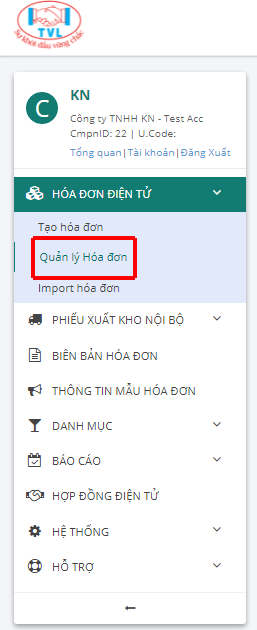 TVL
Sự khởi đầu vững chắc
C
KN
Công ty TNHH KN - Test Acc
CmpnID: 22 | U.Code:
Tổng quan|Tài khoản|Đăng Xuất
HÓA ĐƠN ĐIỆN TỬ
Tạo hóa đơn
Quản lý Hóa đơn
Import hóa đơn
PHIẾU XUẤT KHO NỘI BỘ
BIÊN BẢN HÓA ĐƠN
THÔNG TIN MẪU HÓA ĐƠN
DANH MỤC
BÁO CÁO
HỢP ĐỒNG ĐIỆN TỬ
HỆ THỐNG
HỖ TRỢ